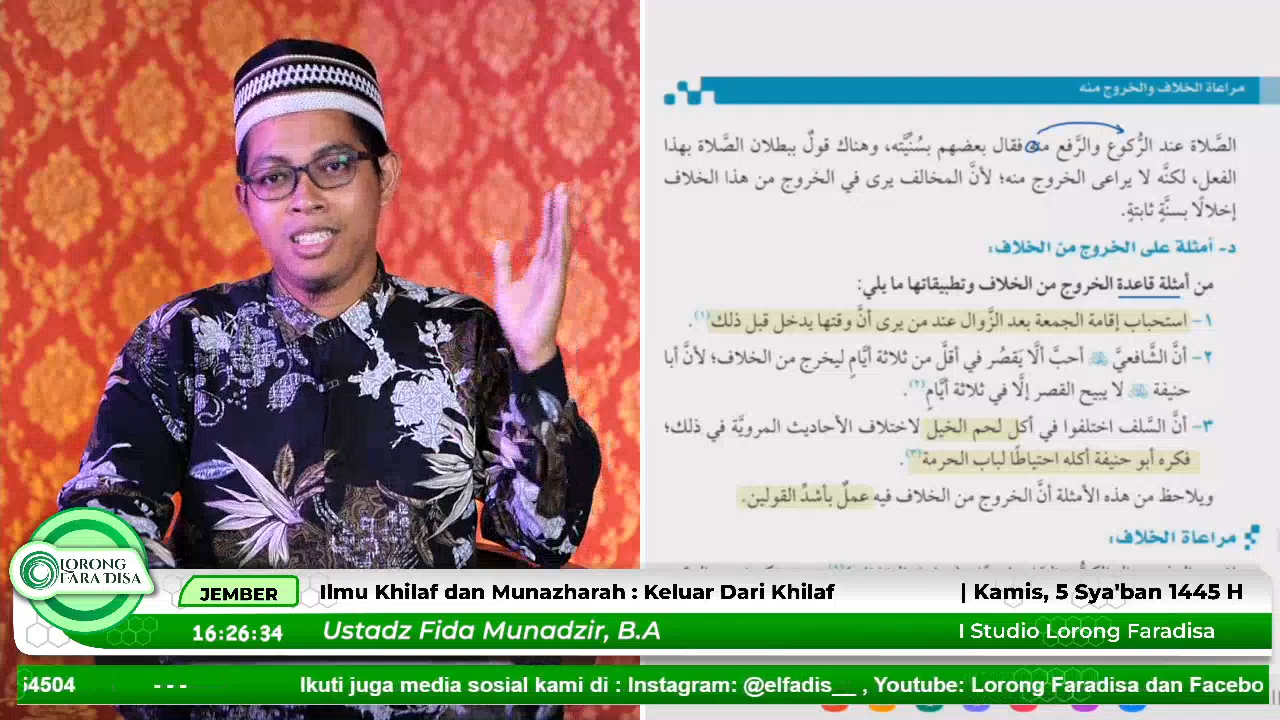 مراعاة الخلاف والخروج منه
الصَّلاة عند الرُّكوع والرَّفع منه فقال بعضهم بسُنِّيَّته، وهناك قولٌ ببطلان الصَّلاة بهذا
الفعل، لكنَّه لا يراعى الخروج منه؛ لأنَّ المخالف يرى في الخروج من هذا الخلاف
إخلالًا بسنَّةٍ ثابتةٍ.
د- أمثلة على الخروج من الخلاف:
من أمثلة قاعدة الخروج من الخلاف وتطبيقاتها ما يلي:
١- استحباب إقامة الجمعة بعد الزَّوال عند من يرى أنَّ وقتها يدخل قبل ذلك(١).
٢- أنَّ الشَّافعيَّ أحبَّ ألَّا يَقصُر في أقلَّ من ثلاثة أيَّامٍ ليخرج من الخلاف؛ لأنَّ أبا
حنيفة لا يبيح القصر إلَّا في ثلاثة أيَّامٍ(٢).
٣- أنَّ السَّلف اختلفوا في أكل لحم الخيل لاختلاف الأحاديث المرويَّة في ذلك؛
فكره أبو حنيفة أكله احتياطًا لباب الحرمة(٣).
ويلاحظ من هذه الأمثلة أنَّ الخروج من الخلاف فيه عملٌ بأشدِّ القولين.
مراعاة الخلاف:
LORONG
FARADISA
JEMBER
Ilmu Khilaf dan Munazharah : Keluar Dari Khilaf
| Kamis, 5 Sya'ban 1445 H
16:26:34
Ustadz Fida Munadzir, B.A
I Studio Lorong Faradisa
4504 - - - Ikuti juga media sosial kami di : Instagram: @elfadis__ , Youtube: Lorong Faradisa dan Facebo